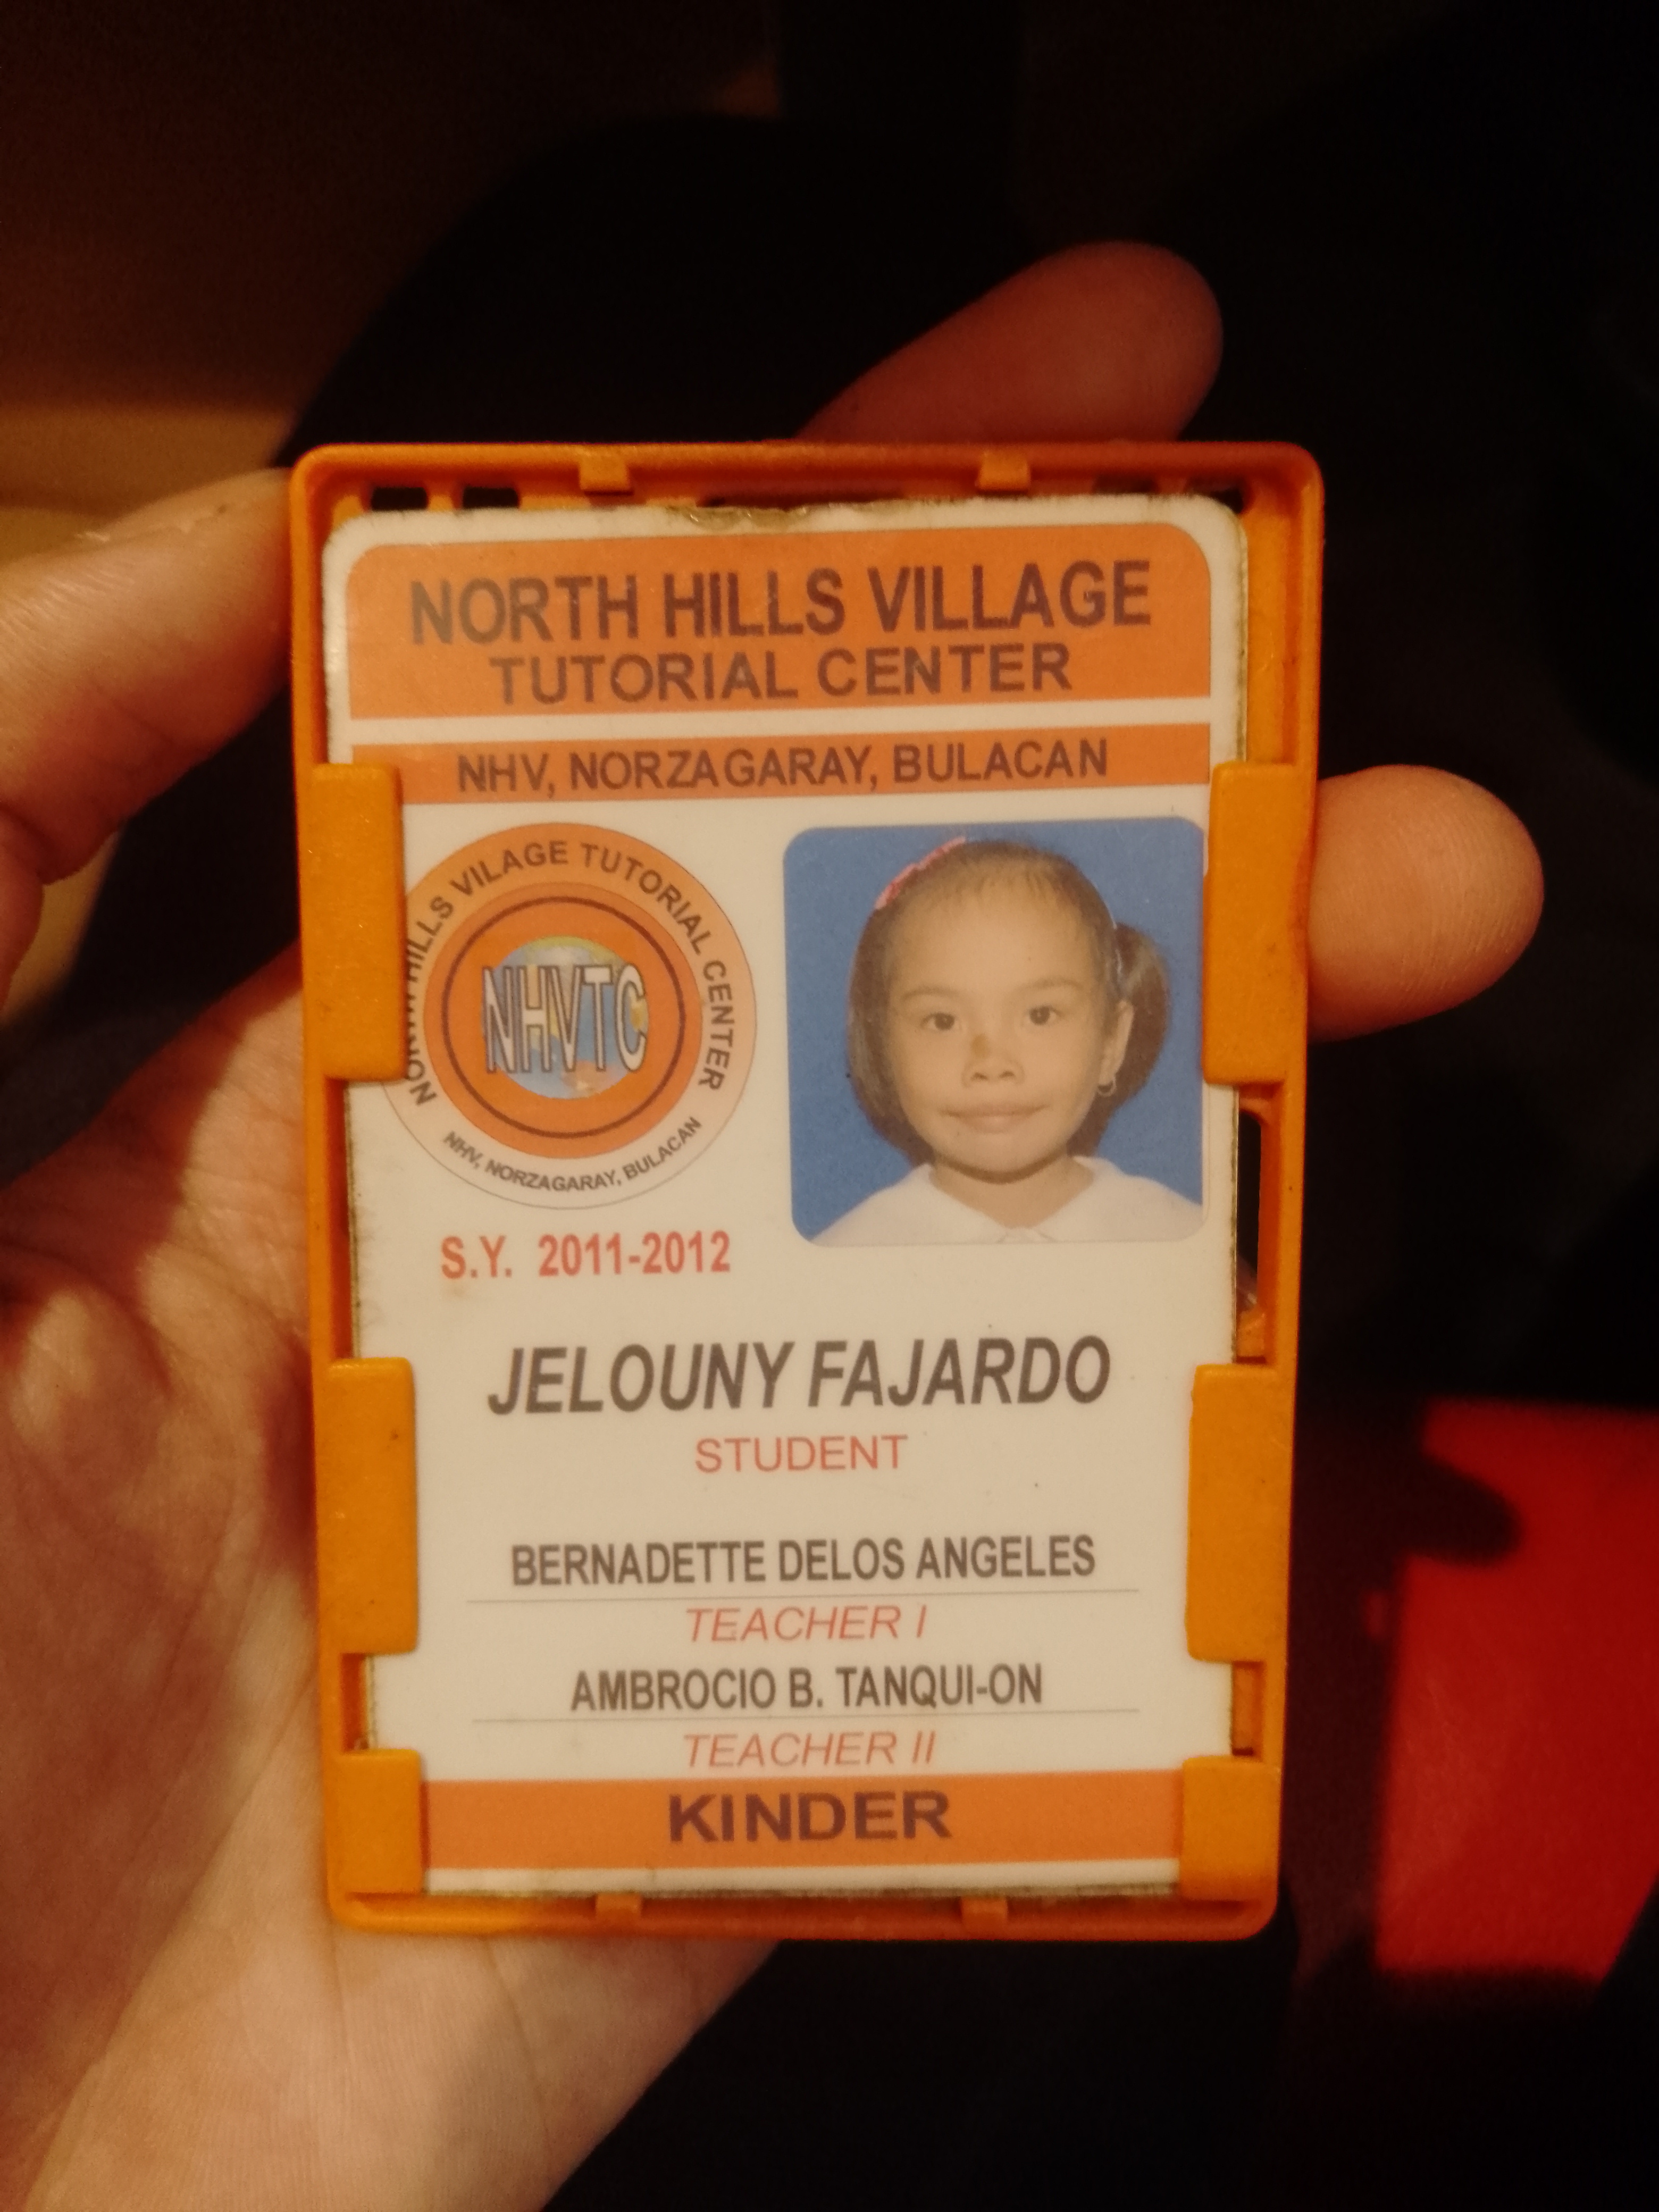 NORTH HILLS VILLAGE
TUTORIAL CENTER
NHV, NORZAGARAY, BULACAN
NORTH HILLS VILAGE TUTORIAL CENTER
NHVTC
NHV, NORZAGARAY, BULACAN
S.Y. 2011-2012
JELOUNY FAJARDO
STUDENT
BERNADETTE DELOS ANGELES
TEACHER I
AMBROCIO B. TANQUI-ON
TEACHER II
KINDER